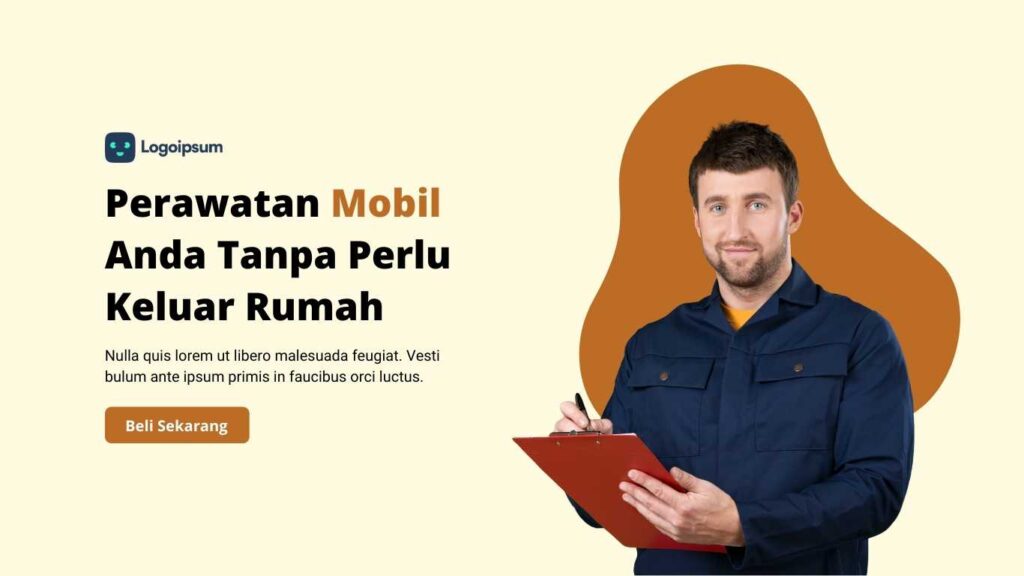 Logoipsum
Perawatan Mobil
Anda Tanpa Perlu
Keluar Rumah
Nulla quis lorem ut libero malesuada feugiat. Vesti
bulum ante ipsum primis in faucibus orci luctus.
Beli Sekarang